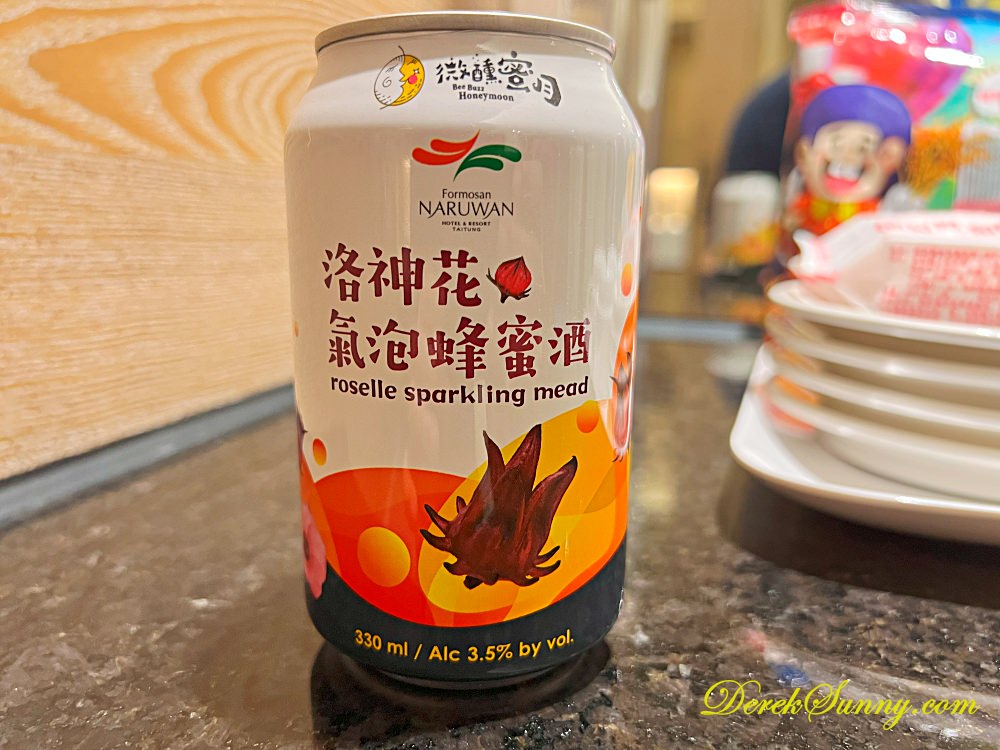 微醺蜜月
Bee Buzz
Honeymoon
Formosan
NARUWAN
HOTEL & RESORT
TAITUNG
洛神花
氣泡蜂蜜酒
roselle sparkling mead
330 ml / Alc 3.5% by vol.
DerekSunny.com